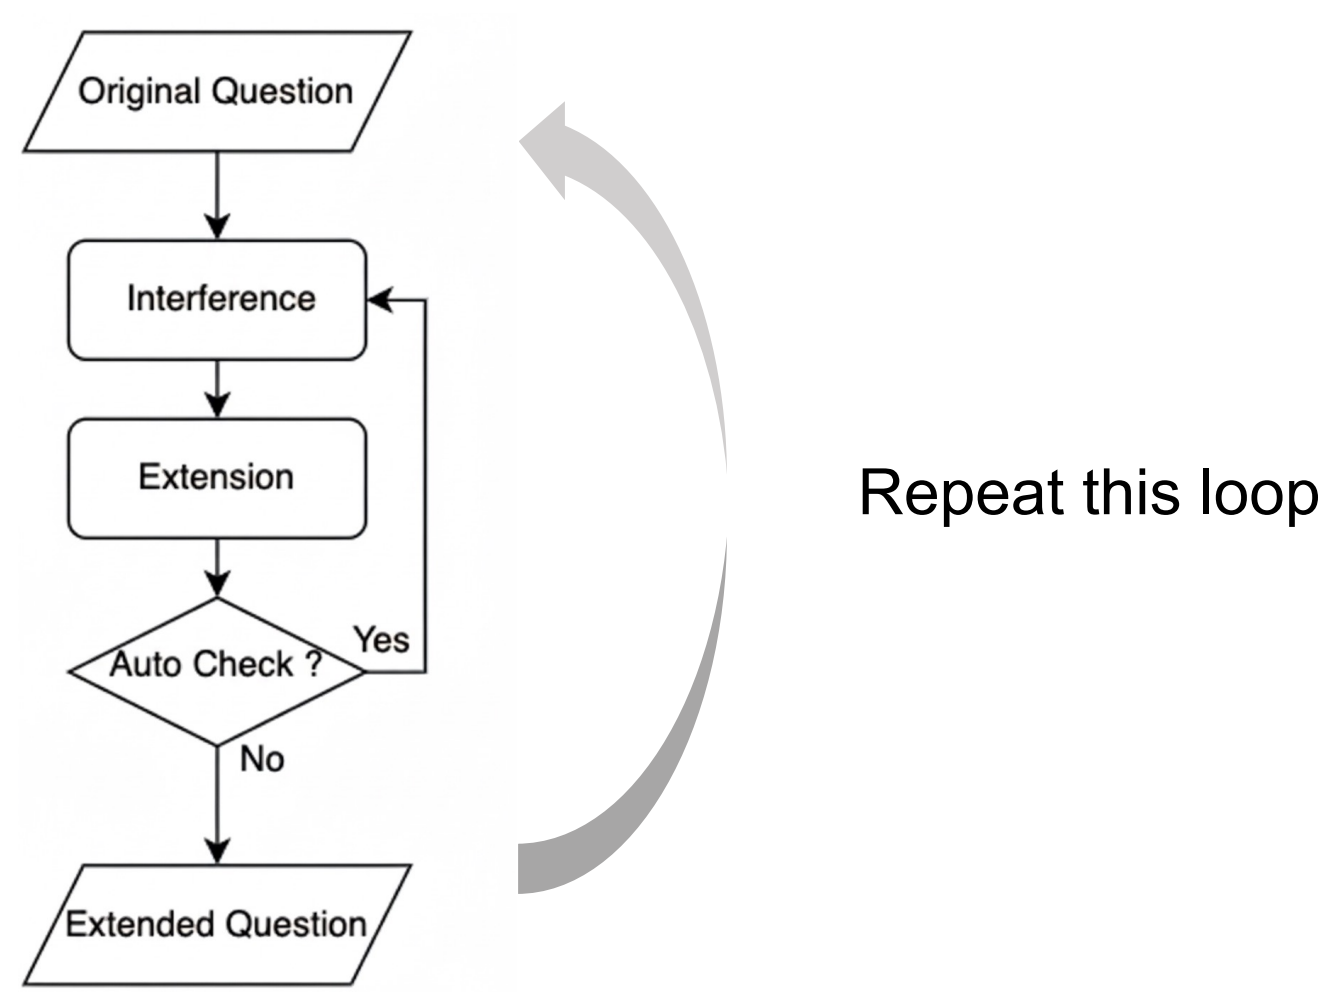 Original Question
Interference
Extension
Auto Check ?
Yes
No
Extended Question
Repeat this loop